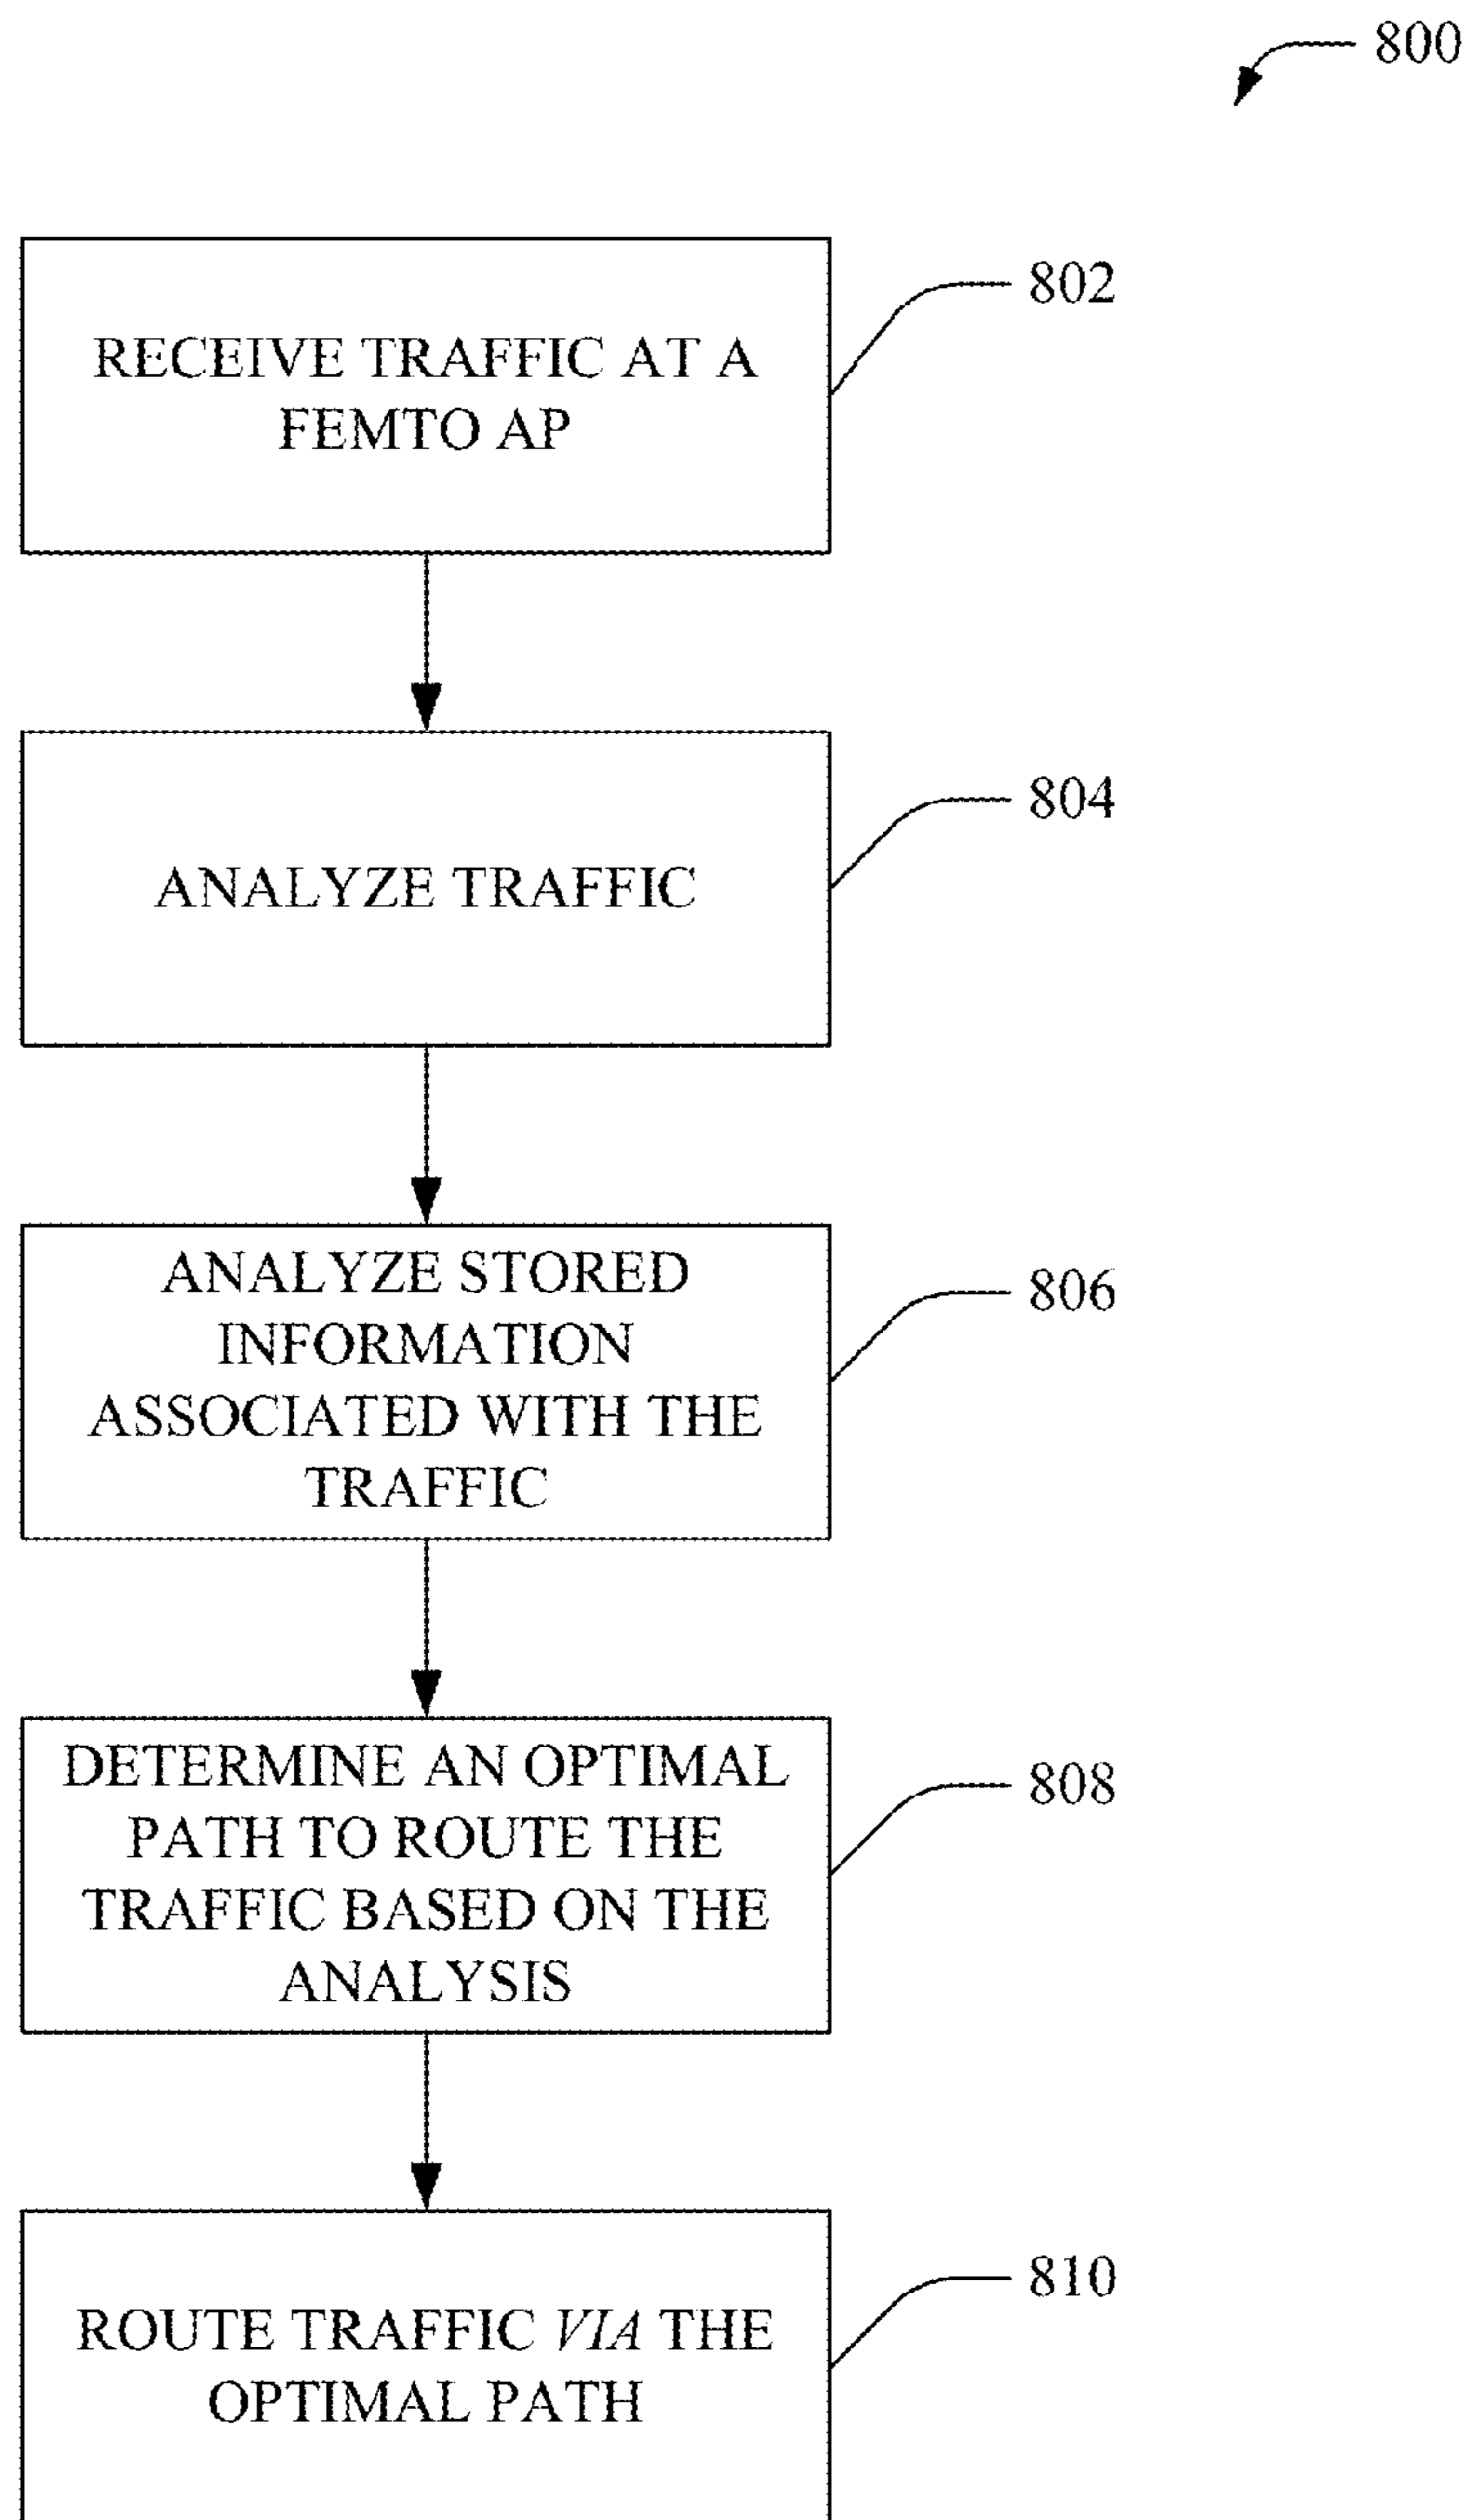 800
802
RECEIVE TRAFFIC AT A
FEMTO AP
804
ANALYZE TRAFFIC
806
ANALYZE STORED
INFORMATION
ASSOCIATED WITH THE
TRAFFIC
808
DETERMINE AN OPTIMAL
PATH TO ROUTE THE
TRAFFIC BASED ON THE
ANALYSIS
810
ROUTE TRAFFIC VIA THE
OPTIMAL PATH